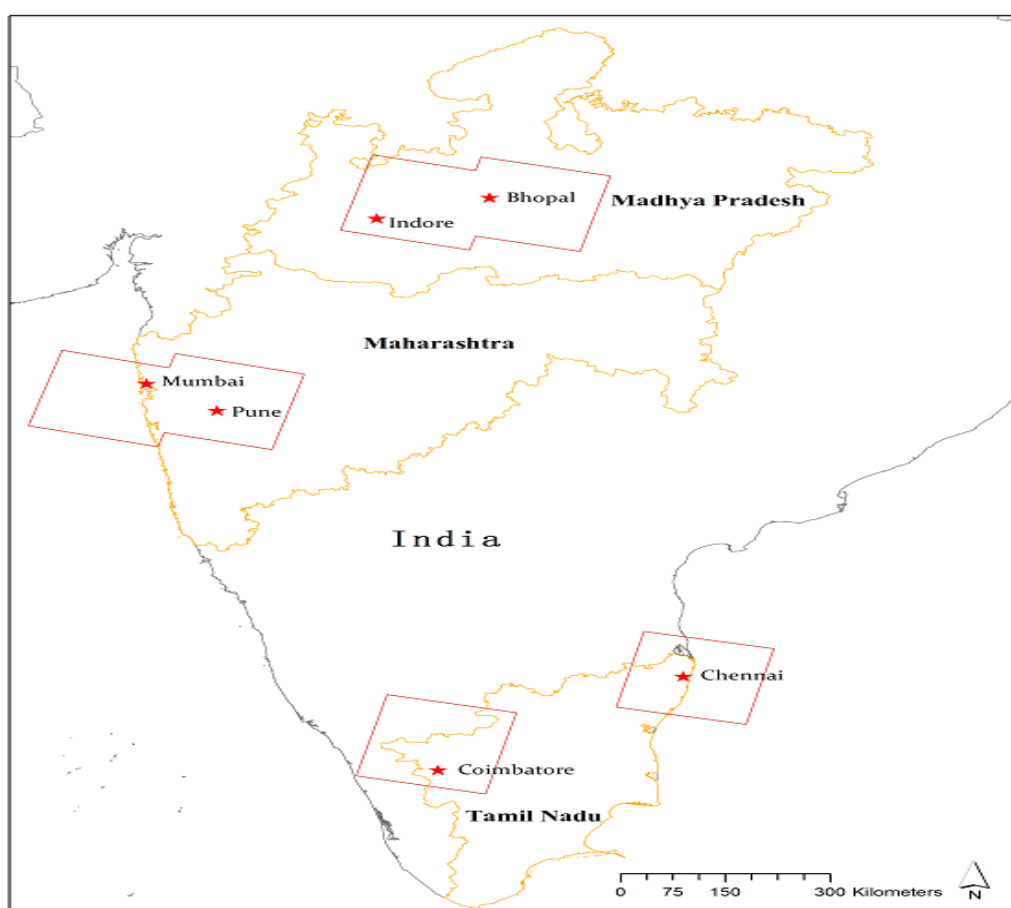 Bhopal
Madhya Pradesh
Indore
Maharashtra
Mumbai
Pune
India
Chennai
Coimbatore
Tamil Nadu
0 75 150 300 Kilometers
N